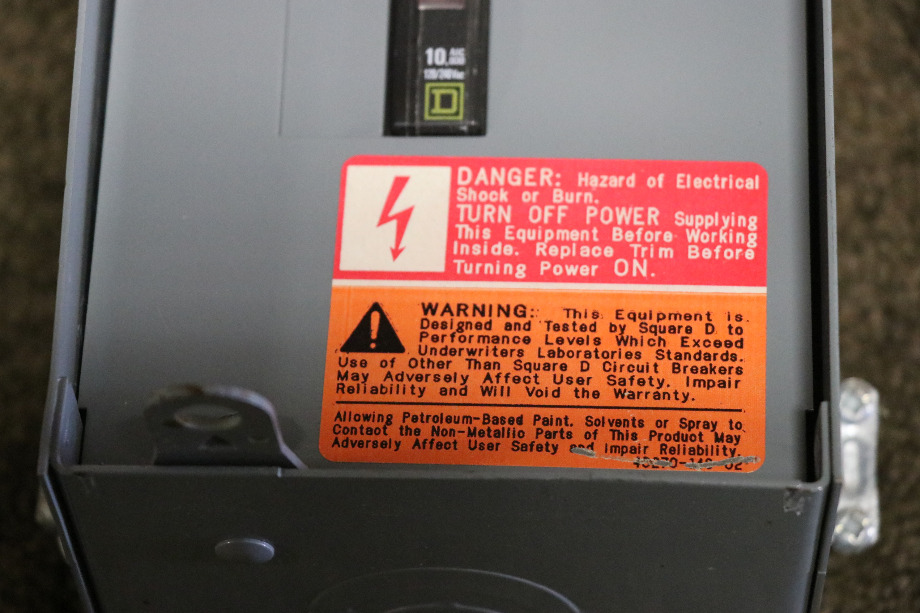 10,000 AIC
120/240Vac
D
DANGER: Hazard of Electrical
Shock or Burn.
TURN OFF POWER Supplying
This Equipment Before Working
Inside. Replace Trim Before
Turning Power ON.
WARNING: This Equipment is
Designed and Tested by Square D to
Performance Levels Which Exceed
Underwriters Laboratories Standards.
Use of Other Than Square D Circuit Breakers
May Adversely Affect User Safety. Impair
Reliability and Will Void the Warranty.
Allowing Petroleum-Based Paint. Solvents or Spray to
Contact the Non-Metallic Parts of This Product May
Adversely Affect User Safety and Impair Reliability.